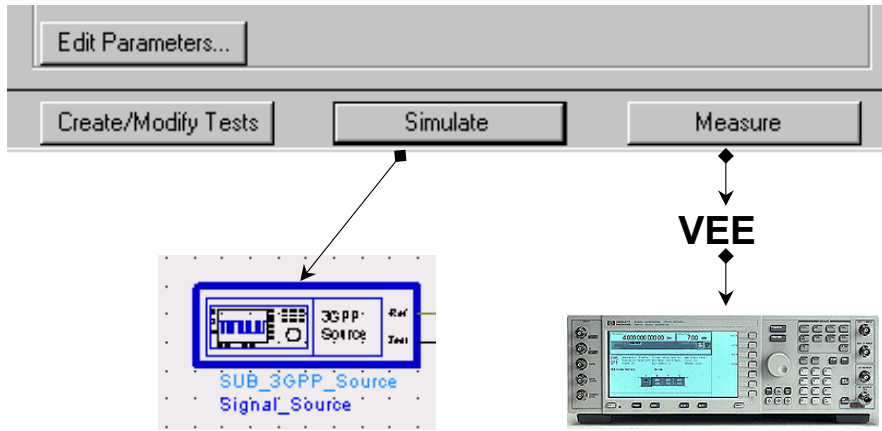 Edit Parameters...
Create/Modify Tests
Simulate
Measure
VEE
3GPP
Source
Ref
Test
SUB_3GPP_Source
Signal_Source